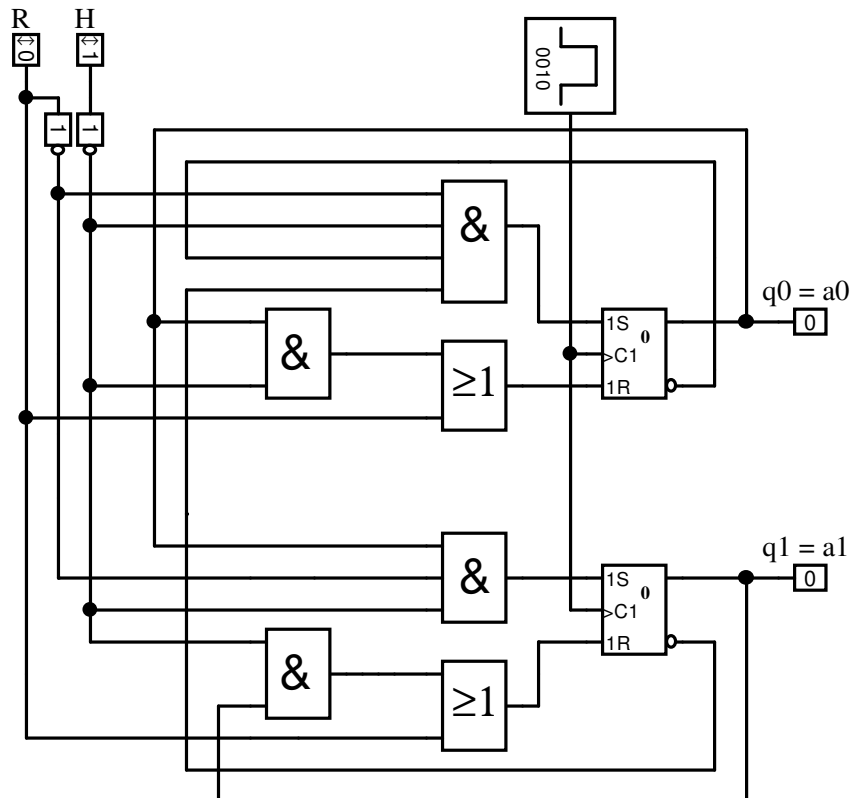 R H
⇔0 ⇔1
0010
1 1
&
q0 = a0
& 1S 0 0
≥1 >C1
1R
q1 = a1
& 1S 0 0
>C1
& 1R
≥1